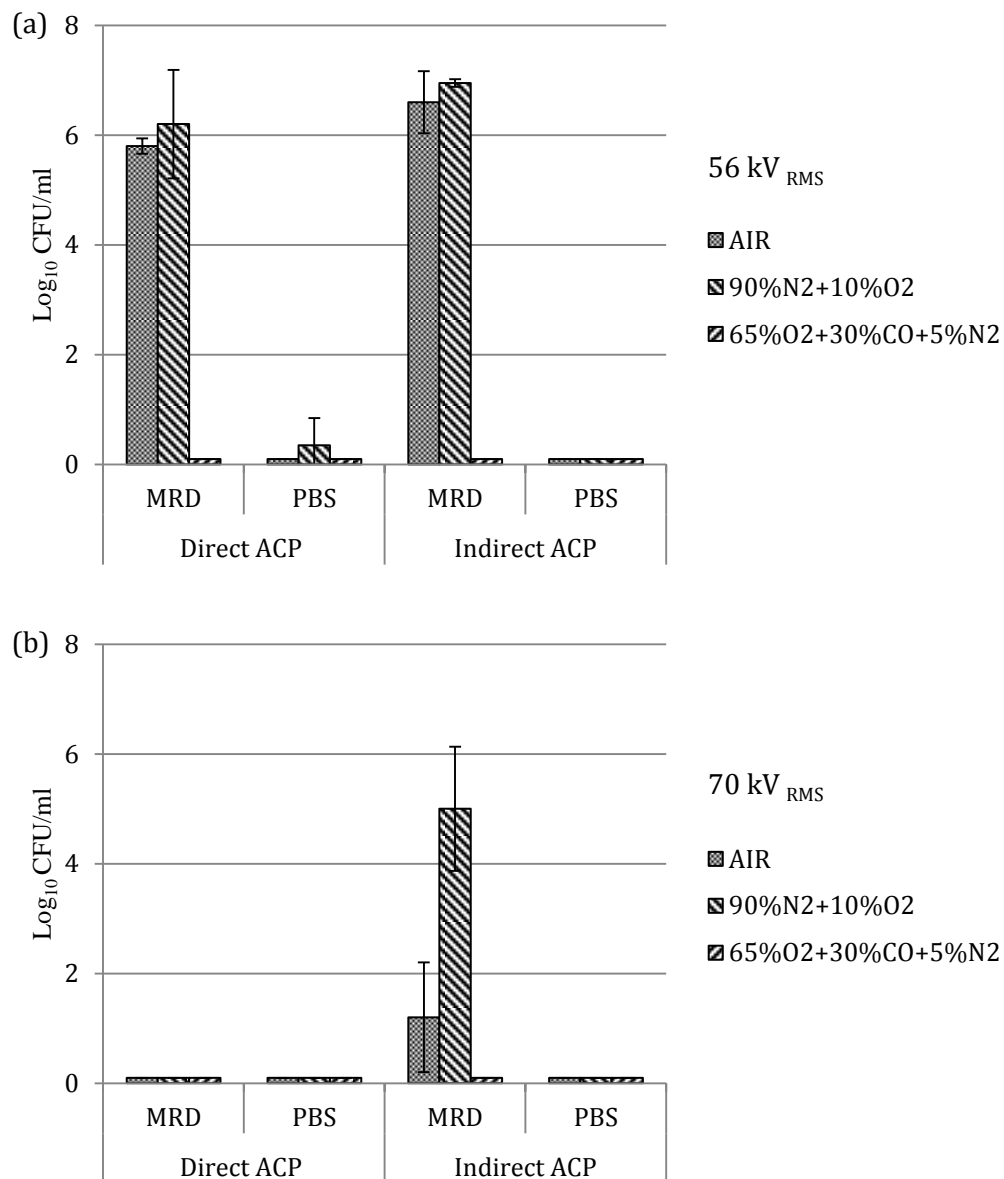 (a)
8
6
4
2
0
Log10 CFU/ml
MRD
PBS
MRD
PBS
Direct ACP
Indirect ACP
56 kV RMS
AIR
90%N2+10%O2
65%O2+30%CO+5%N2
(b)
8
6
4
2
0
Log10 CFU/ml
MRD
PBS
MRD
PBS
Direct ACP
Indirect ACP
70 kV RMS
AIR
90%N2+10%O2
65%O2+30%CO+5%N2